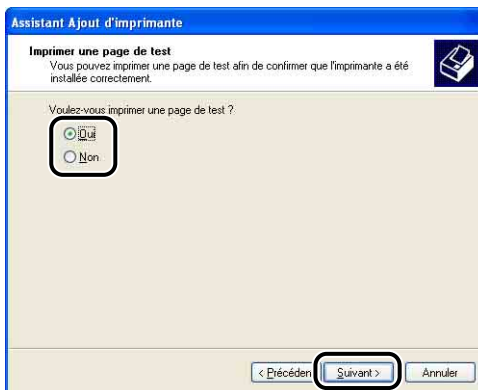 Assistant Ajout d'imprimante
Imprimer une page de test
Vous pouvez imprimer une page de test afin de confirmer que l'imprimante a été
installée correctement.
Voulez-vous imprimer une page de test ?
Oui
Non
< Précéden Suivant > Annuler